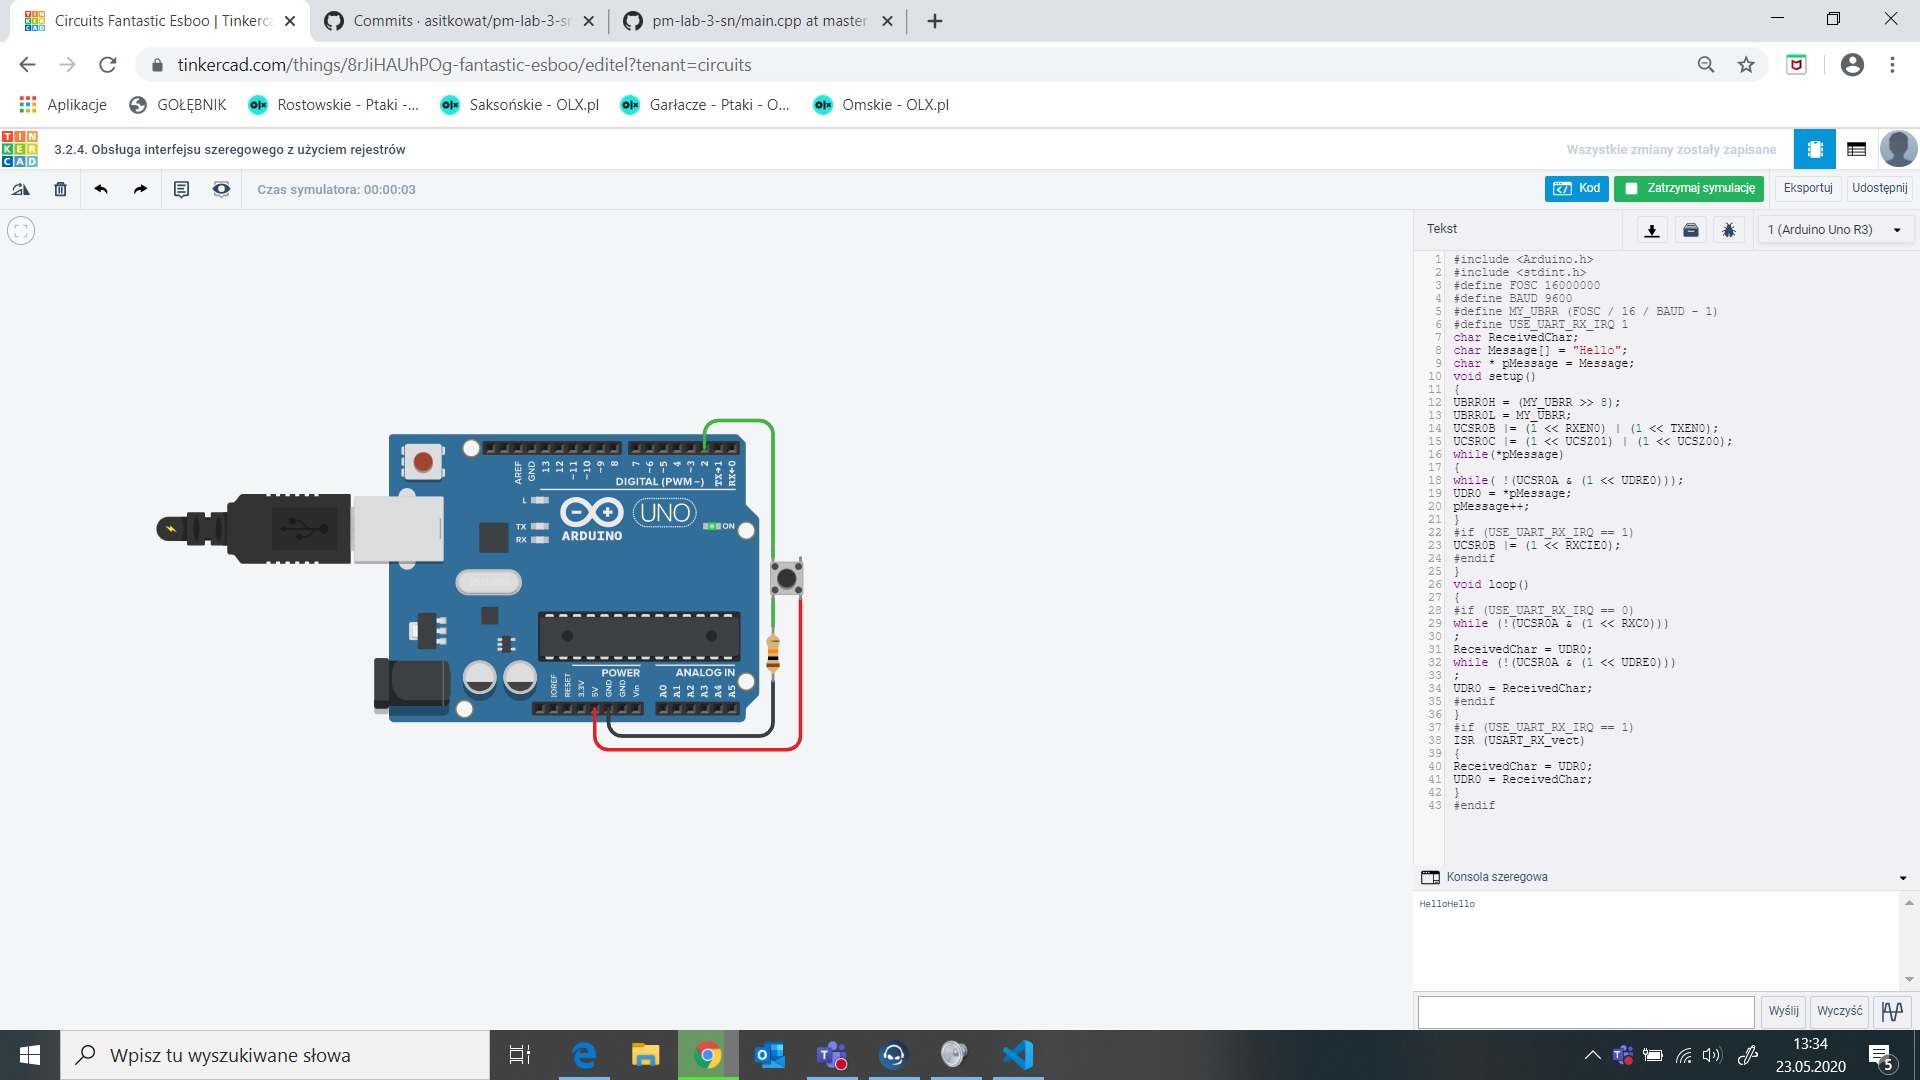 Circuits Fantastic Esboo | Tinkerca
Commits · asitkowat/pm-lab-3-sn
pm-lab-3-sn/main.cpp at master
tinkercad.com/things/8rJiHAUhPOg-fantastic-esboo/editel?tenant=circuits
Aplikacje
GOŁĘBNIK
Rostowskie - Ptaki -...
Saksońskie - OLX.pl
Garłacze - Ptaki - O...
Omskie - OLX.pl
TIN
KER
CAD
3.2.4. Obsługa interfejsu szeregowego z użyciem rejestrów
Wszystkie zmiany zostały zapisane
Czas symulatora: 00:00:03
Kod
Zatrzymaj symulację
Eksportuj
Udostępnij
Tekst
1 (Arduino Uno R3)
1 #include <Arduino.h>
2 #include <stdint.h>
3 #define FOSC 16000000
4 #define BAUD 9600
5 #define MY_UBRR (FOSC / 16 / BAUD - 1)
6 #define USE_UART_RX_IRQ 1
7 char ReceivedChar;
8 char Message[] = "Hello";
9 char * pMessage = Message;
10 void setup()
11 {
12 UBRR0H = (MY_UBRR >> 8);
13 UBRR0L = MY_UBRR;
14 UCSR0B |= (1 << RXEN0) | (1 << TXEN0);
15 UCSR0C |= (1 << UCSZ01) | (1 << UCSZ00);
16 while(*pMessage)
17 {
18 while( !(UCSR0A & (1 << UDRE0)));
19 UDR0 = *pMessage;
20 pMessage++;
21 }
22 #if (USE_UART_RX_IRQ == 1)
23 UCSR0B |= (1 << RXCIE0);
24 #endif
25 }
26 void loop()
27 {
28 #if (USE_UART_RX_IRQ == 0)
29 while (!(UCSR0A & (1 << RXC0)))
30 ;
31 ReceivedChar = UDR0;
32 while (!(UCSR0A & (1 << UDRE0)))
33 ;
34 UDR0 = ReceivedChar;
35 #endif
36 }
37 #if (USE_UART_RX_IRQ == 1)
38 ISR (USART_RX_vect)
39 {
40 ReceivedChar = UDR0;
41 UDR0 = ReceivedChar;
42 }
43 #endif
AREF
GND
13
12
~11
~10
~9
8
7
~6
~5
4
~3
2
TX→1
RX←0
DIGITAL (PWM~)
L
TX
RX
ARDUINO
UNO
ON
POWER
ANALOG IN
IOREF
RESET
3.3V
5V
GND
GND
Vin
A0
A1
A2
A3
A4
A5
Konsola szeregowa
HelloHello
Wyślij
Wyczyść
Wpisz tu wyszukiwane słowa
13:34
23.05.2020
5